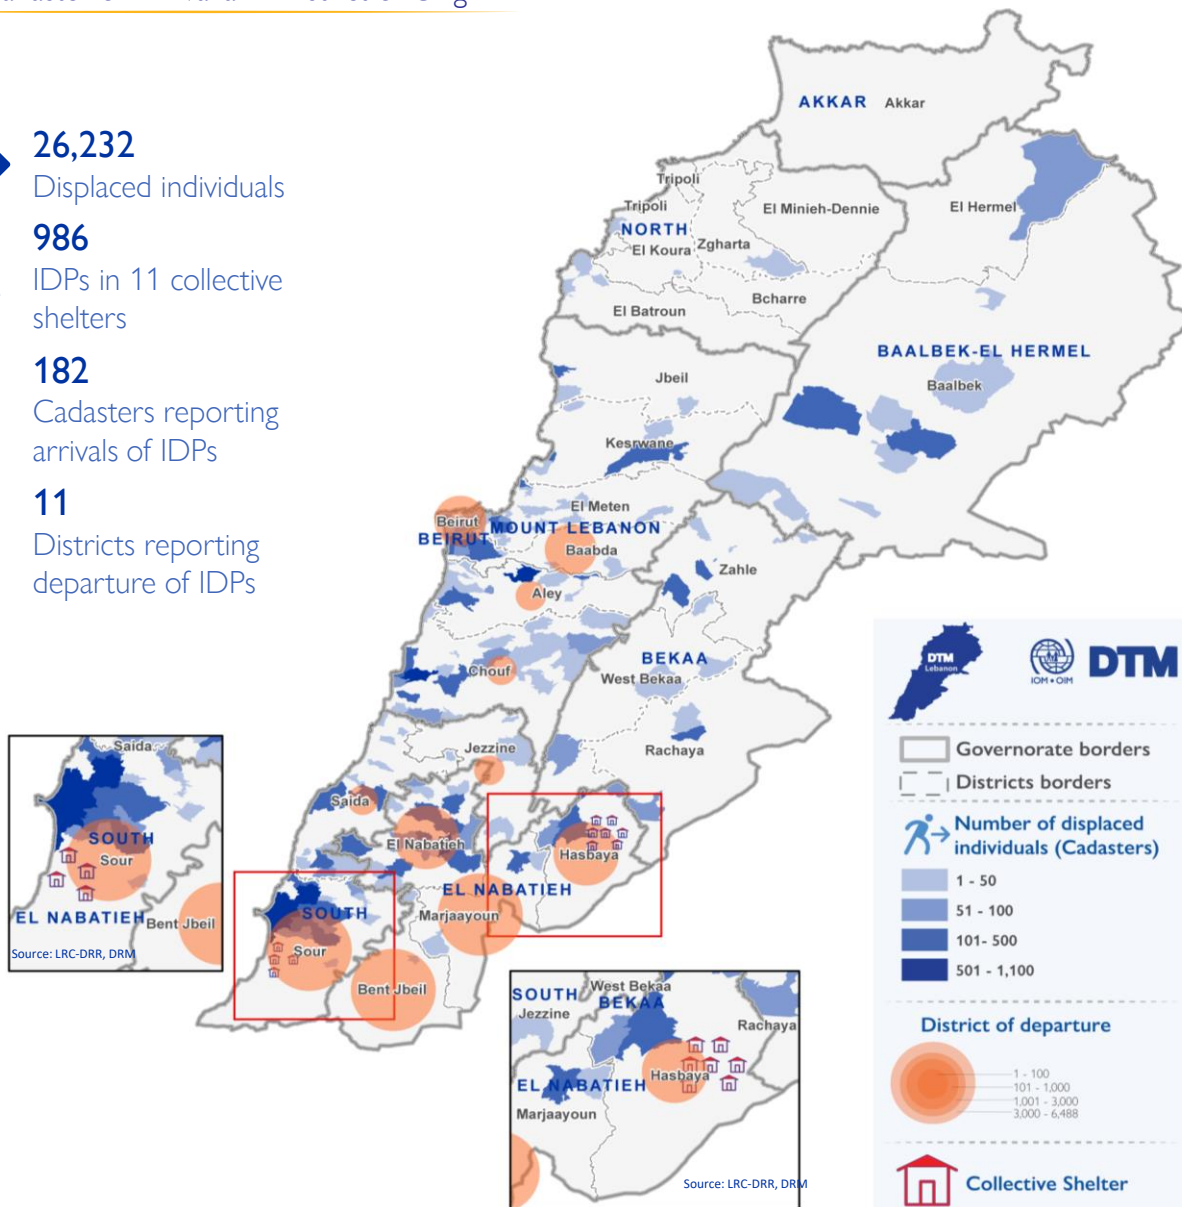 26,232
Displaced individuals
986
IDPs in 11 collective
shelters
182
Cadasters reporting
arrivals of IDPs
11
Districts reporting
departure of IDPs
AKKAR Akkar
Tripoli
Tripoli
El Minieh-Dennie
El Hermel
NORTH
El Koura Zgharta
Bcharre
El Batroun
BAALBEK-EL HERMEL
Baalbek
Jbeil
Kesrwane
El Meten
Beirut
BEIRUT
MOUNT LEBANON
Baabda
Zahle
Aley
BEKAA
Chouf
West Bekaa
Rachaya
Jezzine
Saida
El Nabatieh
Hasbaya
EL NABATIEH
Marjaayoun
SOUTH
Sour
Bent Jbeil
Saida
SOUTH
Sour
EL NABATIEH
Bent Jbeil
Source: LRC-DRR, DRM
SOUTH
West Bekaa
BEKAA
Jezzine
Rachaya
Hasbaya
EL NABATIEH
Marjaayoun
Source: LRC-DRR, DRM
DTM
Lebanon
IOM • OIM
DTM
Governorate borders
Districts borders
Number of displaced
individuals (Cadasters)
1 - 50
51 - 100
101- 500
501 - 1,100
District of departure
1 - 100
101 - 1,000
1,001 - 3,000
3,000 - 6,488
Collective Shelter